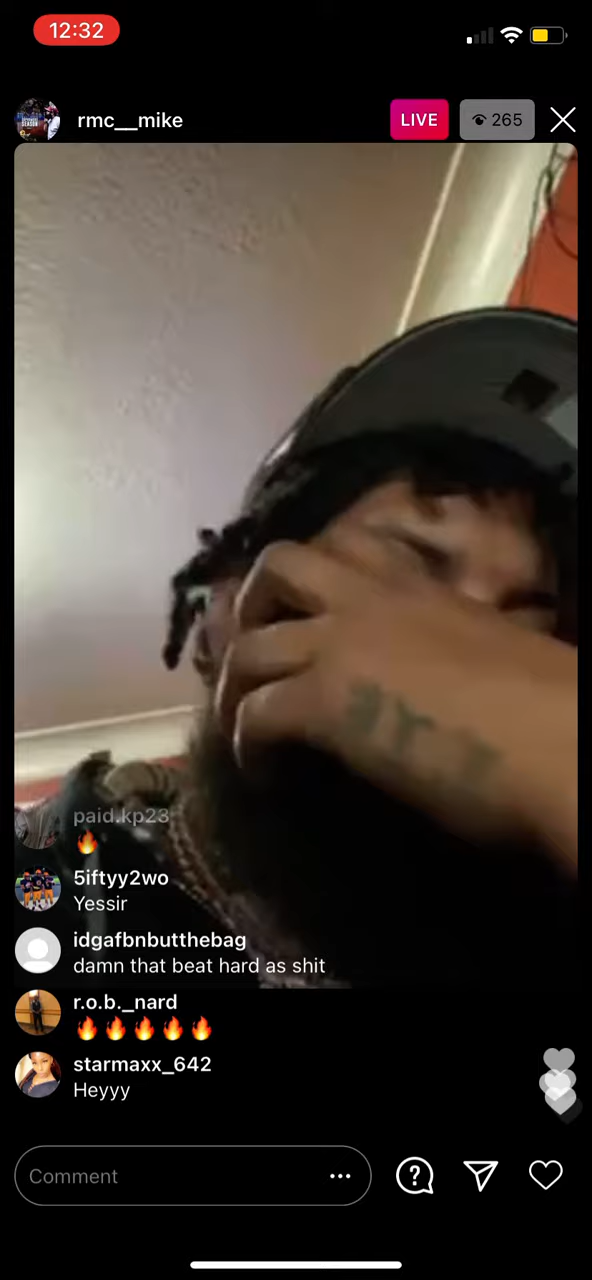 12:32
rmc__mike
LIVE
265
paid.kp23
🔥
5iftyy2wo
Yessir
idgafbnbutthebag
damn that beat hard as shit
r.o.b._nard
🔥🔥🔥🔥🔥
starmaxx_642
Heyyy
Comment